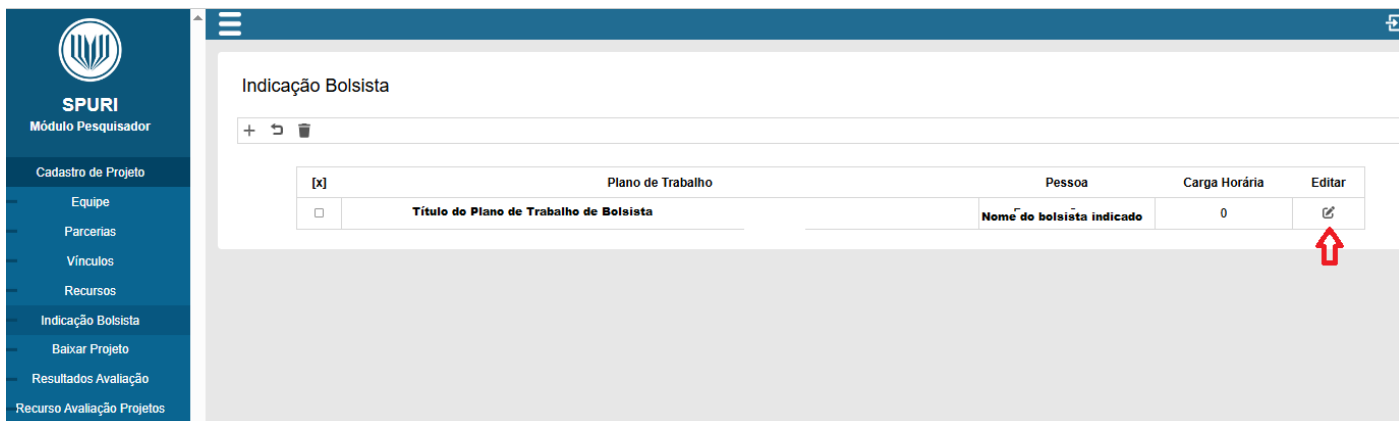 SPURI
Módulo Pesquisador
Cadastro de Projeto
Equipe
Parcerias
Vínculos
Recursos
Indicação Bolsista
Baixar Projeto
Resultados Avaliação
Recurso Avaliação Projetos
Indicação Bolsista
[x] Plano de Trabalho Pessoa Carga Horária Editar
Título do Plano de Trabalho de Bolsista Nome do bolsista indicado 0